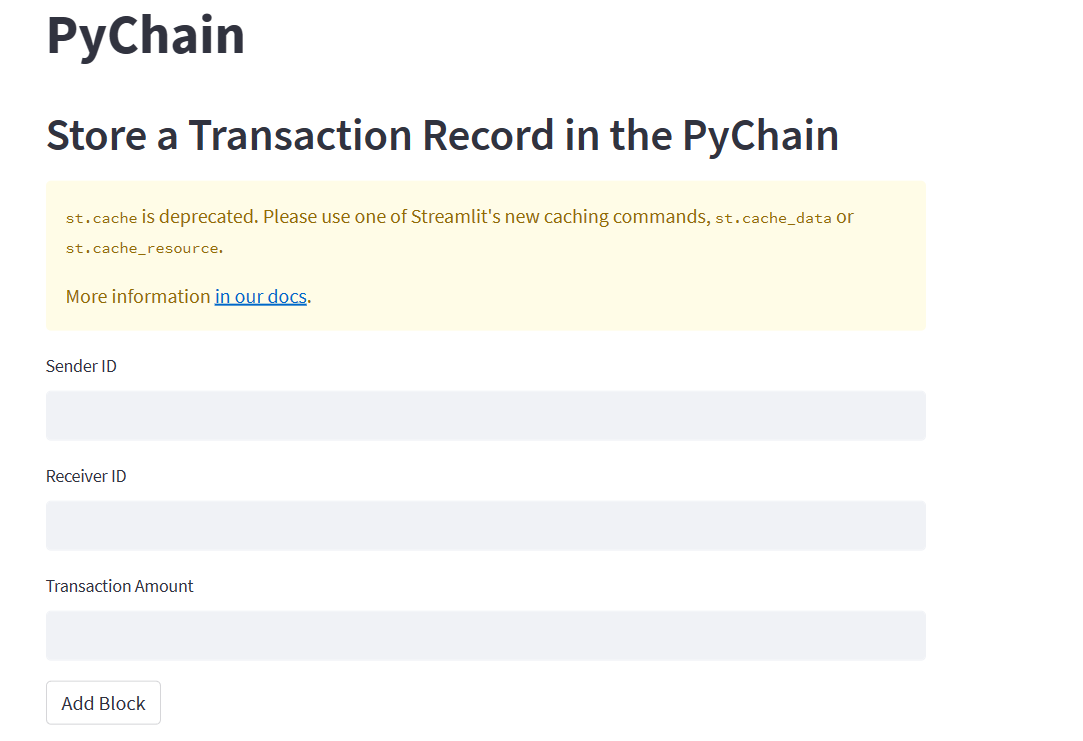 PyChain
Store a Transaction Record in the PyChain
st.cache is deprecated. Please use one of Streamlit's new caching commands, st.cache_data or
st.cache_resource.
More information in our docs.
Sender ID
Receiver ID
Transaction Amount
Add Block